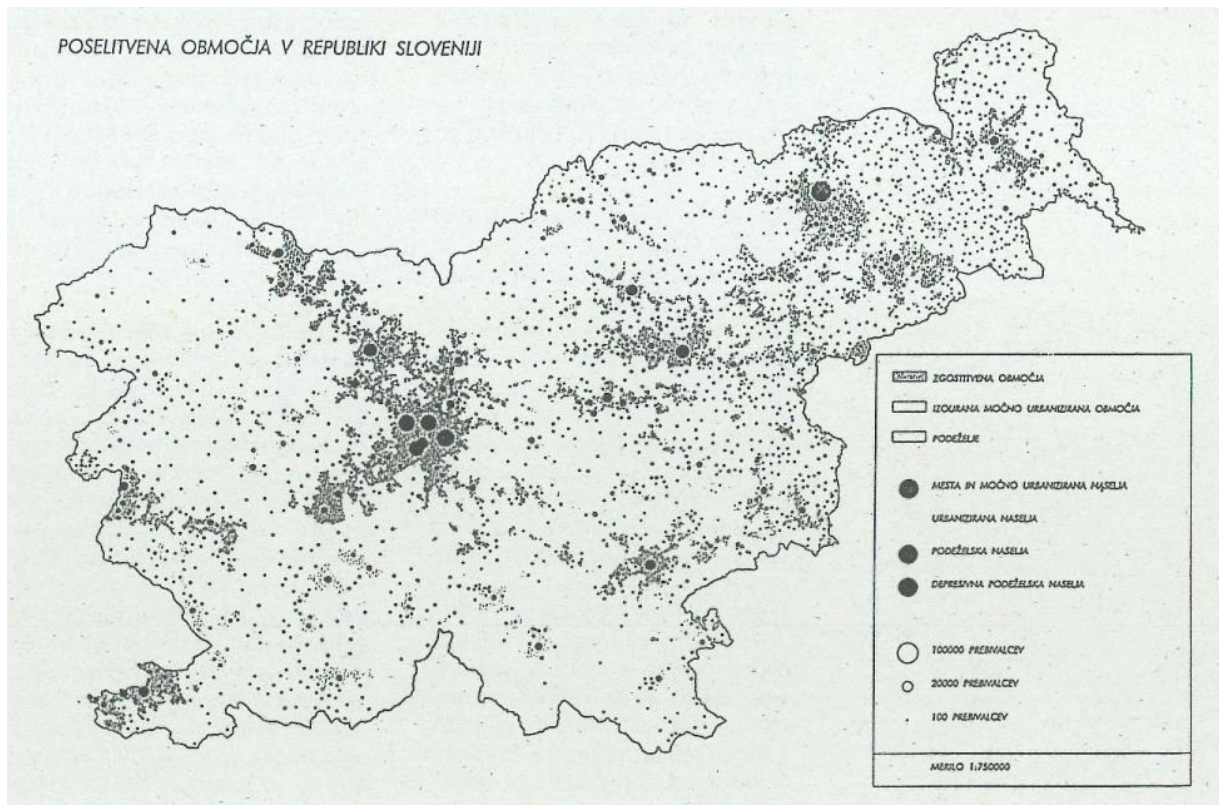 POSELITVENA OBMOČJA V REPUBLIKI SLOVENIJI
ZGOSTITVENA OBMOČJA
IZOURANA MOČNO URBANIZIRANA OBMOČJA
PODEŽELJE
MESTA IN MOČNO URBANIZIRANA NASELJA
URBANIZIRANA NASELJA
PODEŽELSKA NASELJA
DEPRESIVNA PODEŽELSKA NASELJA
100000 PREBIVALCEV
20000 PREBIVALCEV
100 PREBIVALCEV
MERILO 1:750000